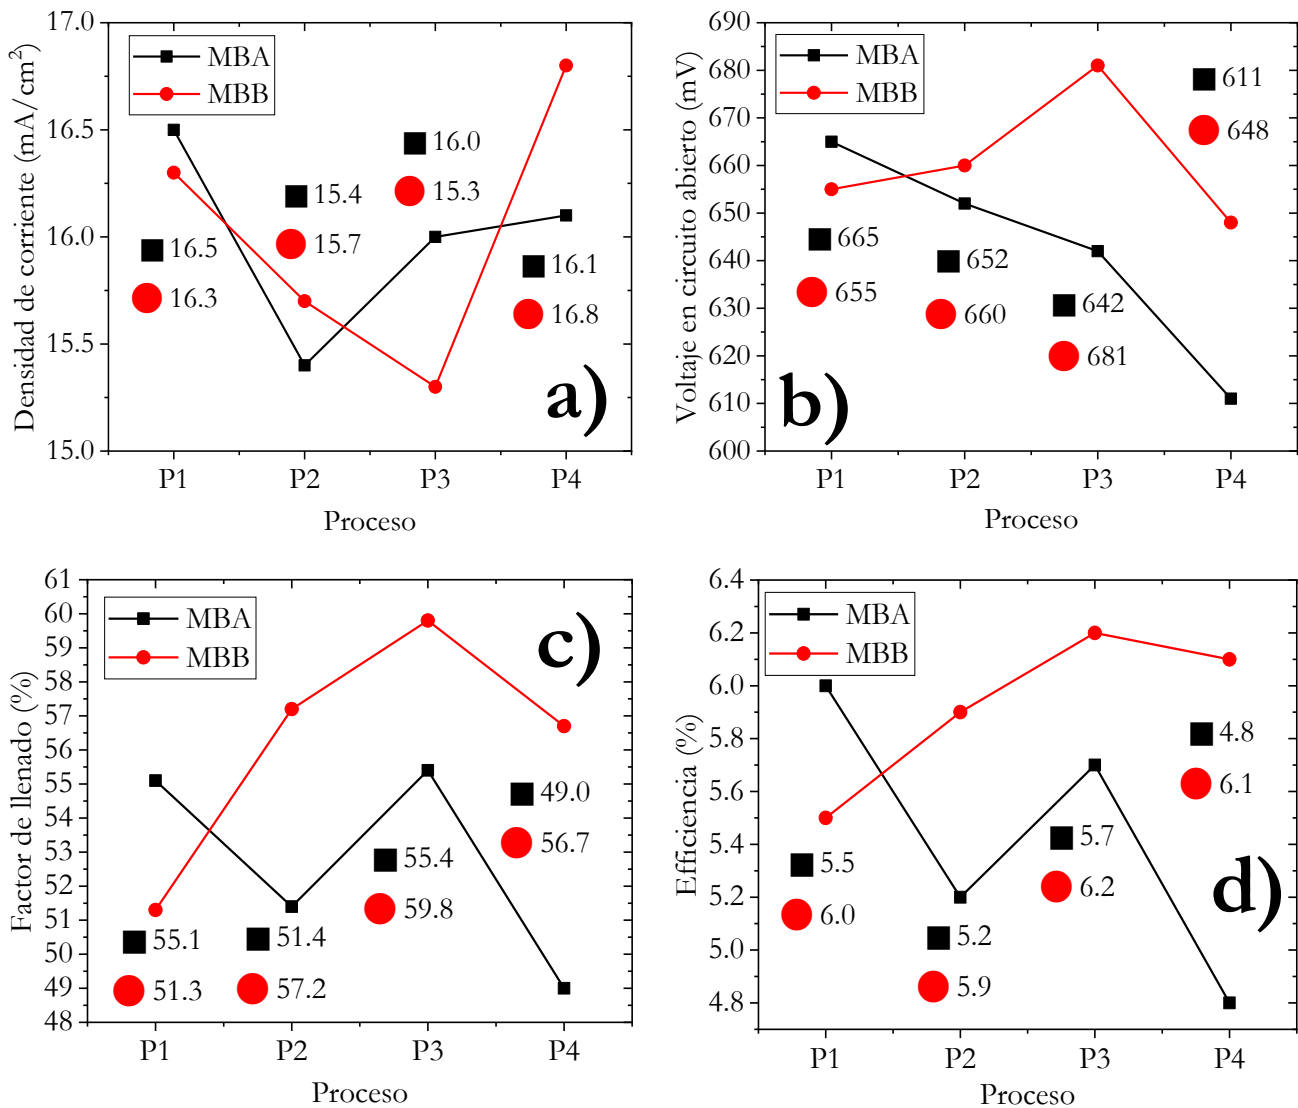 17.0
16.5
16.0
15.5
15.0
Densidad de corriente (mA/cm²)
MBA
MBB
16.5
16.3
15.4
15.7
16.0
15.3
16.1
16.8
a)
P1 P2 P3 P4
Proceso
690
680
670
660
650
640
630
620
610
600
Voltaje en circuito abierto (mV)
MBA
MBB
665
655
652
660
642
681
611
648
b)
P1 P2 P3 P4
Proceso
61
60
59
58
57
56
55
54
53
52
51
50
49
48
Factor de llenado (%)
MBA
MBB
55.1
51.3
51.4
57.2
55.4
59.8
49.0
56.7
c)
P1 P2 P3 P4
Proceso
6.4
6.2
6.0
5.8
5.6
5.4
5.2
5.0
4.8
Efficiencia (%)
MBA
MBB
5.5
6.0
5.2
5.9
5.7
6.2
4.8
6.1
d)
P1 P2 P3 P4
Proceso